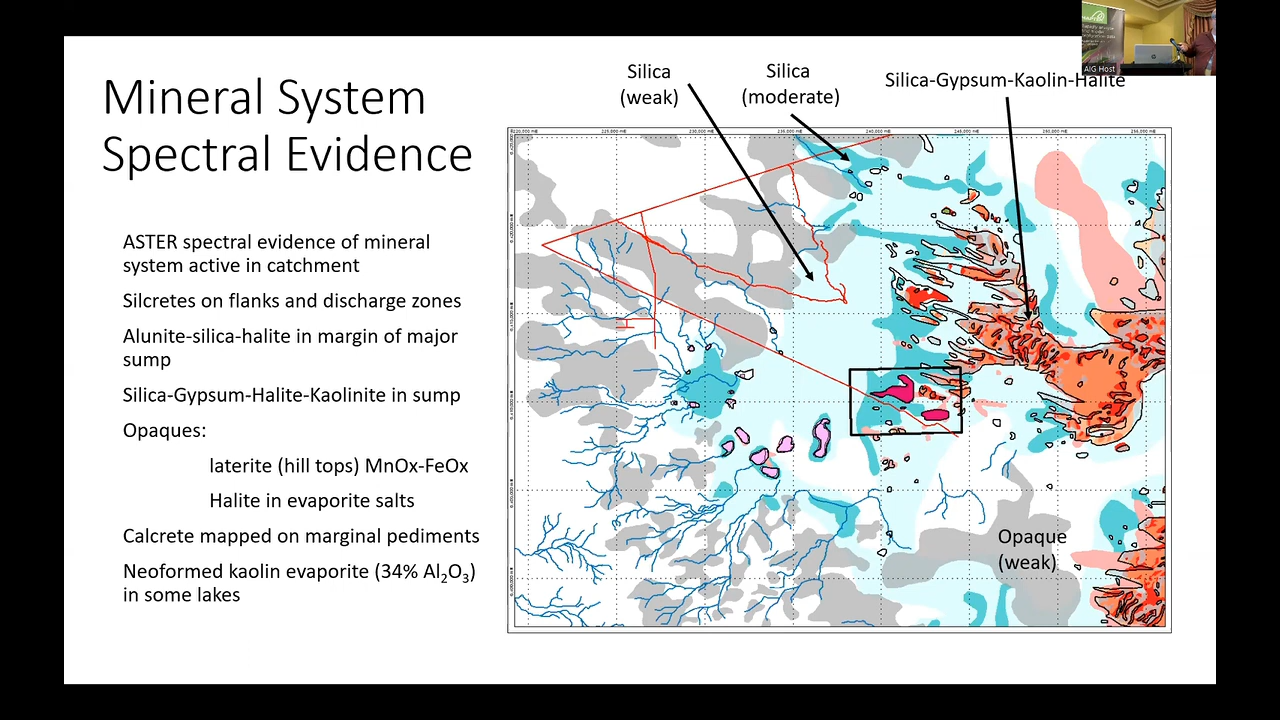 Mineral System
Spectral Evidence
ASTER spectral evidence of mineral
system active in catchment
Silcretes on flanks and discharge zones
Alunite-silica-halite in margin of major
sump
Silica-Gypsum-Halite-Kaolinite in sump
Opaques:
laterite (hill tops) MnOx-FeOx
Halite in evaporite salts
Calcrete mapped on marginal pediments
Neoformed kaolin evaporite (34% Al₂O₃)
in some lakes
Silica
(weak)
Silica
(moderate)
Silica-Gypsum-Kaolin-Halite
Opaque
(weak)
AIG Host